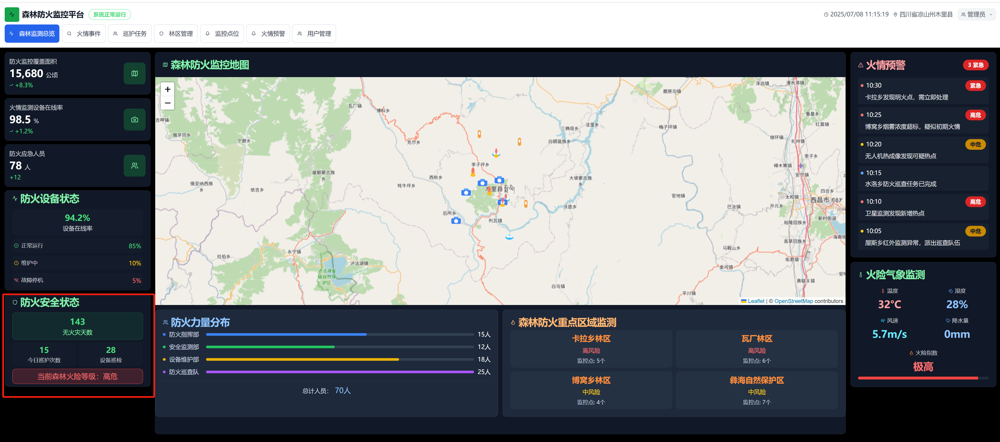 森林防火监控平台
系统正常运行
2025/07/08 11:15:19
四川省凉山州木里县
管理员
森林监测总览
火情事件
巡护任务
林区管理
监控点位
火情预警
用户管理
防火监控覆盖面积
15,680 公顷
+8.3%
火情监测设备在线率
98.5 %
+1.2%
防火应急人员
78 人
+12
防火设备状态
94.2%
设备在线率
正常运行 85%
维护中 10%
故障停机 5%
防火安全状态
143
无火灾天数
15
今日巡护次数
28
设备巡检
当前森林火险等级：高危
森林防火监控地图
+
−
泽远镇
漫水湾镇
磨房沟镇
瓦厂镇
博科乡
吉呷镇
鲁基乡
红莫镇
洼里乡
三桷垭乡
梅子坪镇
俄牙同乡
宁朗乡
克尔乡
白碉苗族乡
琅环镇
礼州镇
李子乡
李子坪乡
樟木箐镇
安宁镇
屋脚蒙古族
乡
西秋乡
大坡蒙古族
乡
俄亚纳西族
乡
依吉乡
牦牛坪乡
木里县
官地镇
四合乡
太和镇
西昌市
开元乡
巴汝镇
沃底乡
后所乡
列瓦镇
川兴
新村街道
裕隆回族乡
海南街
高草回族乡
马鞍山乡
永宁镇
拉伯乡
泸沽湖镇
泸沽湖省
级自然保
护区
佑君镇
金河镇
安哈
黄联关镇
白乌镇
平川镇
Leaflet | © OpenStreetMap contributors
防火力量分布
防火指挥部 15人
安全监测部 12人
设备维护部 18人
防火巡查队 25人
总计人员： 70人
森林防火重点区域监测
卡拉乡林区
高风险
监控点: 5个
瓦厂林区
高风险
监控点: 6个
博窝乡林区
中风险
监控点: 4个
彝海自然保护区
中风险
监控点: 7个
火情预警
3 紧急
10:30 紧急
卡拉乡发现明火点，需立即处理
10:25 高危
博窝乡烟雾浓度超标，疑似初期火情
10:20 中危
无人机热成像发现可疑热点
10:15
水洛乡防火巡查任务已完成
10:10 高危
卫星监测发现新增热点
10:05 中危
屋斯乡红外监测异常，派出巡查队伍
火险气象监测
温度
32°C
湿度
28%
风速
5.7m/s
降水量
0mm
火险指数
极高